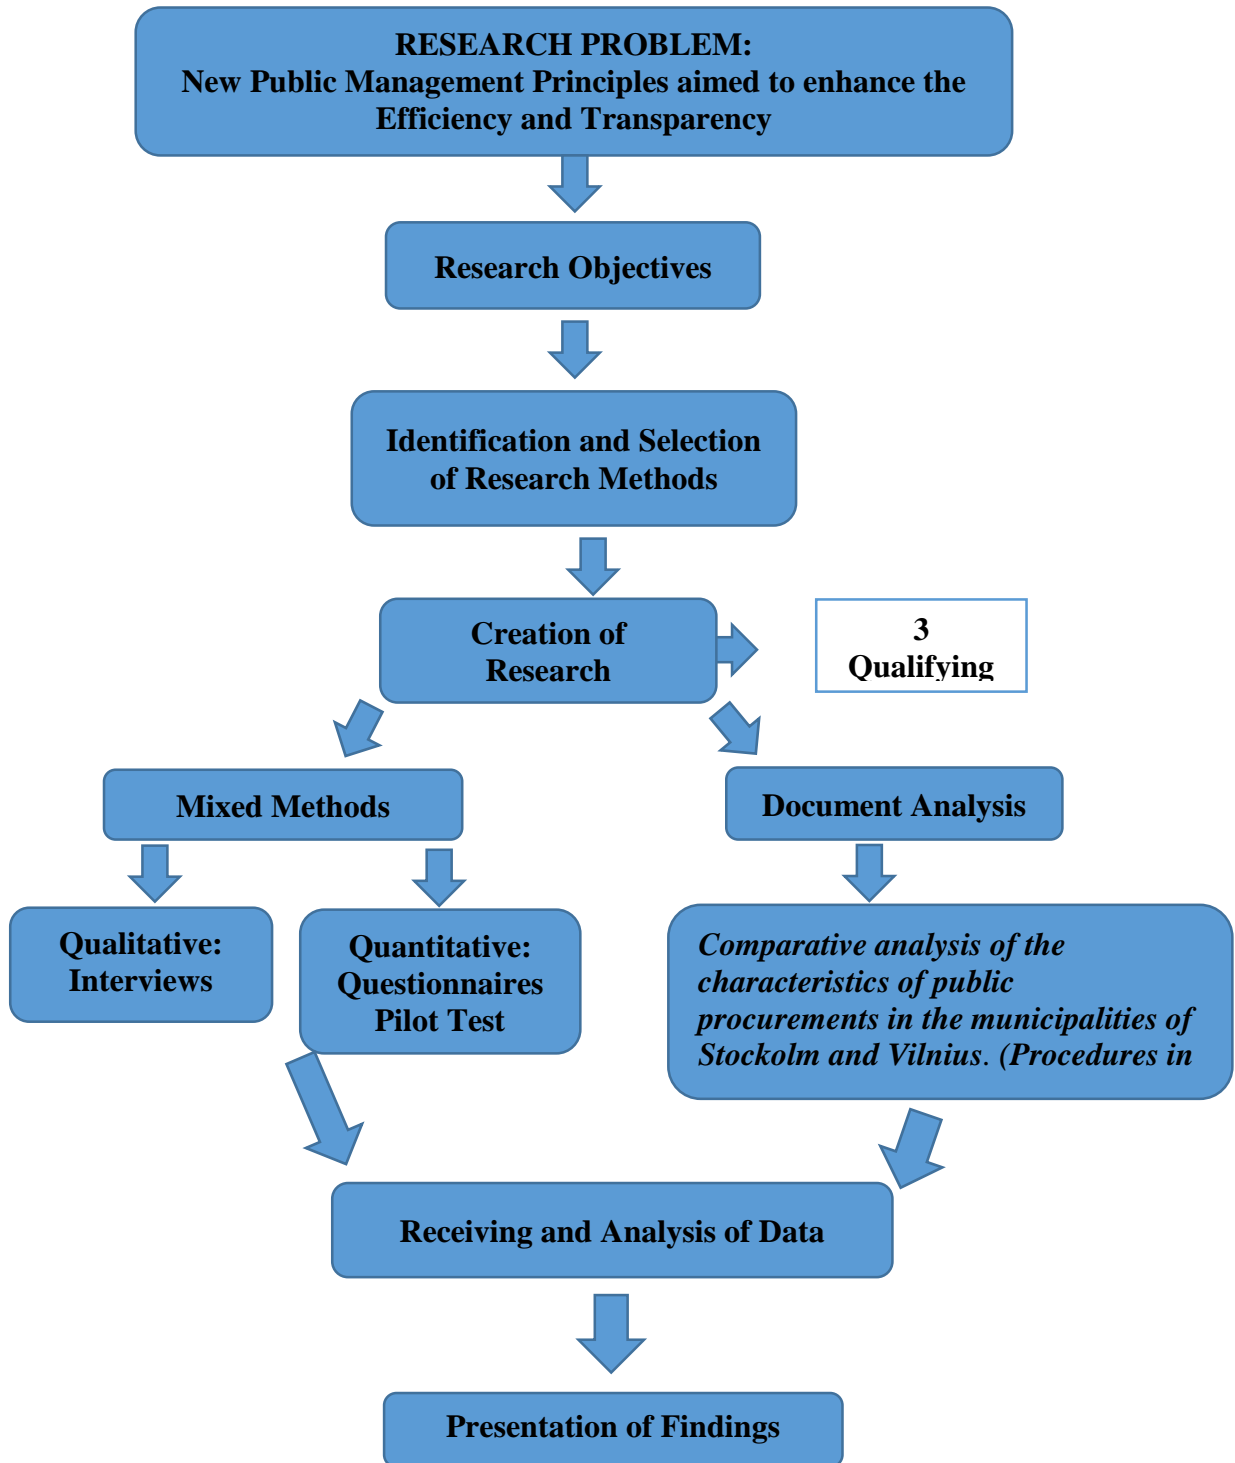 RESEARCH PROBLEM:
New Public Management Principles aimed to enhance the
Efficiency and Transparency
Research Objectives
Identification and Selection
of Research Methods
Creation of
Research
3
Qualifying
Mixed Methods
Document Analysis
Qualitative:
Interviews
Quantitative:
Questionnaires
Pilot Test
Comparative analysis of the
characteristics of public
procurements in the municipalities of
Stockolm and Vilnius. (Procedures in
Receiving and Analysis of Data
Presentation of Findings